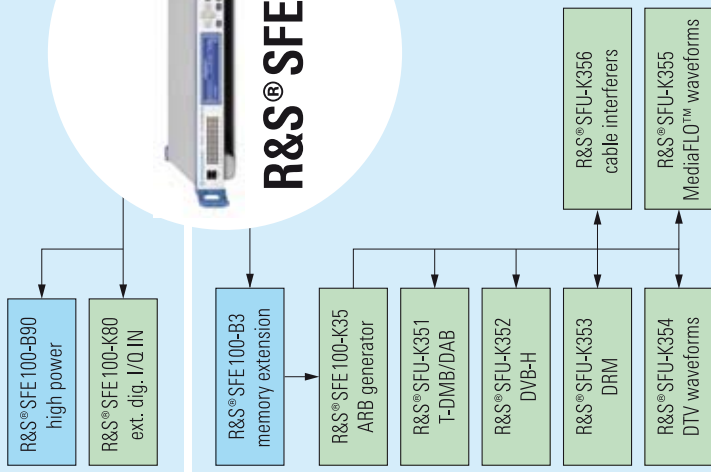 R&S®SFE
R&S®SFE100-B90
high power
R&S®SFE100-K80
ext. dig. I/Q IN
R&S®SFE100-B3
memory extension
R&S®SFE100-K35
ARB generator
R&S®SFU-K351
T-DMB/DAB
R&S®SFU-K352
DVB-H
R&S®SFU-K353
DRM
R&S®SFU-K354
DTV waveforms
R&S®SFU-K356
cable interferers
R&S®SFU-K355
MediaFLO™ waveforms